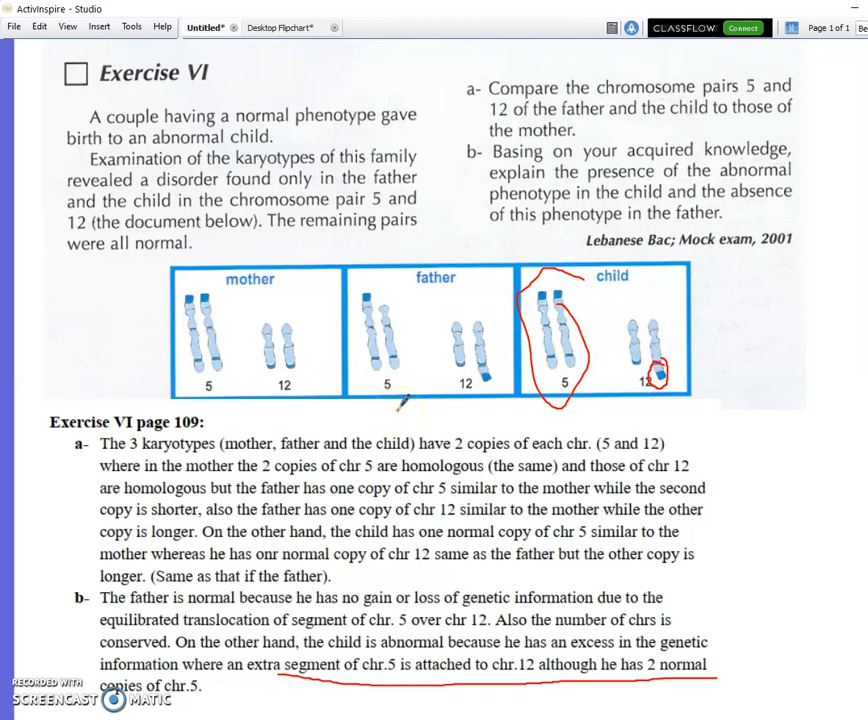 ActivInspire - Studio
File Edit View Insert Tools Help
Untitled*
Desktop Flipchart*
CLASSFLOW
Connect
Page 1 of 1
Be
Exercise VI
A couple having a normal phenotype gave
birth to an abnormal child.
Examination of the karyotypes of this family
revealed a disorder found only in the father
and the child in the chromosome pair 5 and
12 (the document below). The remaining pairs
were all normal.
a- Compare the chromosome pairs 5 and
12 of the father and the child to those of
the mother.
b- Basing on your acquired knowledge,
explain the presence of the abnormal
phenotype in the child and the absence
of this phenotype in the father.
Lebanese Bac; Mock exam, 2001
mother
5 12
father
5 12
child
5 12
Exercise VI page 109:
a- The 3 karyotypes (mother, father and the child) have 2 copies of each chr. (5 and 12)
where in the mother the 2 copies of chr 5 are homologous (the same) and those of chr 12
are homologous but the father has one copy of chr 5 similar to the mother while the second
copy is shorter, also the father has one copy of chr 12 similar to the mother while the other
copy is longer. On the other hand, the child has one normal copy of chr 5 similar to the
mother whereas he has onr normal copy of chr 12 same as the father but the other copy is
longer. (Same as that if the father).
b- The father is normal because he has no gain or loss of genetic information due to the
equilibrated translocation of segment of chr. 5 over chr 12. Also the number of chrs is
conserved. On the other hand, the child is abnormal because he has an excess in the genetic
information where an extra segment of chr.5 is attached to chr.12 although he has 2 normal
copies of chr.5.
RECORDED WITH
SCREENCAST MATIC